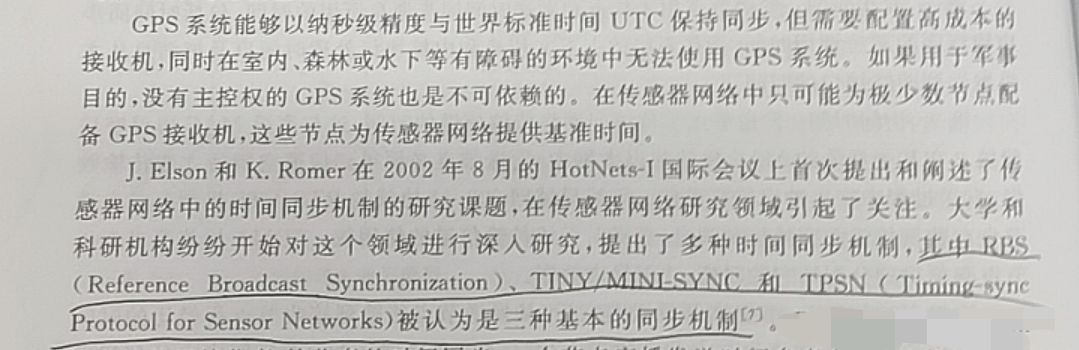 GPS 系统能够以纳秒级精度与世界标准时间 UTC 保持同步,但需要配置高成本的
接收机,同时在室内、森林或水下等有障碍的环境中无法使用 GPS 系统。如果用于军事
目的,没有主控权的 GPS 系统也是不可依赖的。在传感器网络中只可能为极少数节点配
备 GPS 接收机,这些节点为传感器网络提供基准时间。
J. Elson 和 K. Romer 在 2002 年 8 月的 HotNets-I 国际会议上首次提出和阐述了传
感器网络中的时间同步机制的研究课题,在传感器网络研究领域引起了关注。大学和
科研机构纷纷开始对这个领域进行深入研究,提出了多种时间同步机制,其中 RBS
(Reference Broadcast Synchronization)、TINY/MINI-SYNC 和 TPSN(Timing-sync
Protocol for Sensor Networks)被认为是三种基本的同步机制[7]。